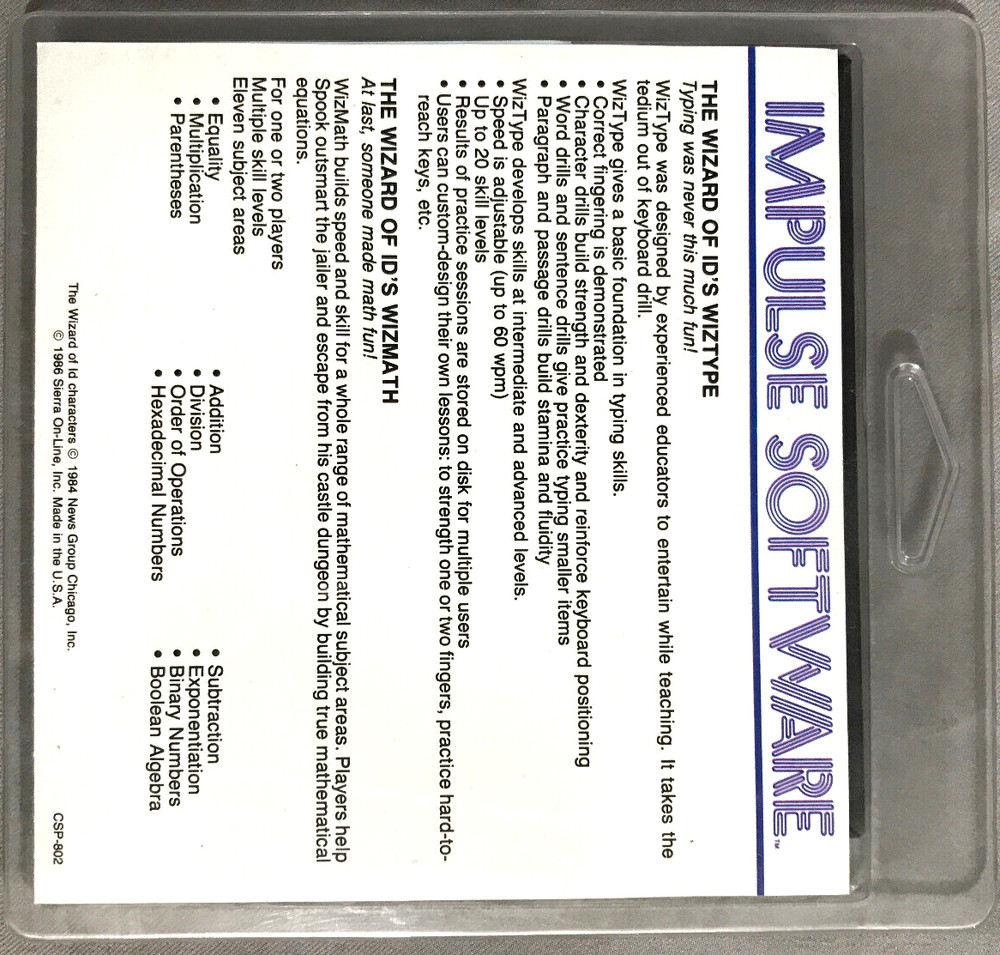 IMPULSE SOFTWARE™
THE WIZARD OF ID'S WIZTYPE
Typing was never this much fun!
WizType was designed by experienced educators to entertain while teaching. It takes the
tedium out of keyboard drill.
WizType gives a basic foundation in typing skills.
• Correct fingering is demonstrated
• Character drills build strength and dexterity and reinforce keyboard positioning
• Word drills and sentence drills give practice typing smaller items
• Paragraph and passage drills build stamina and fluidity
WizType develops skills at intermediate and advanced levels.
• Speed is adjustable (up to 60 wpm)
• Up to 20 skill levels
• Results of practice sessions are stored on disk for multiple users
• Users can custom-design their own lessons: to strength one or two fingers, practice hard-to-
reach keys, etc.
THE WIZARD OF ID'S WIZMATH
At last, someone made math fun!
WizMath builds speed and skill for a whole range of mathematical subject areas. Players help
Spook outsmart the jailer and escape from his castle dungeon by building true mathematical
equations.
For one or two players
Multiple skill levels
Eleven subject areas
• Equality • Addition • Subtraction
• Multiplication • Division • Exponentiation
• Parentheses • Order of Operations • Binary Numbers
• Hexadecimal Numbers • Boolean Algebra
The Wizard of Id characters © 1984 News Group Chicago, Inc.
© 1986 Sierra On-Line, Inc. Made in the U.S.A.
CSP-802